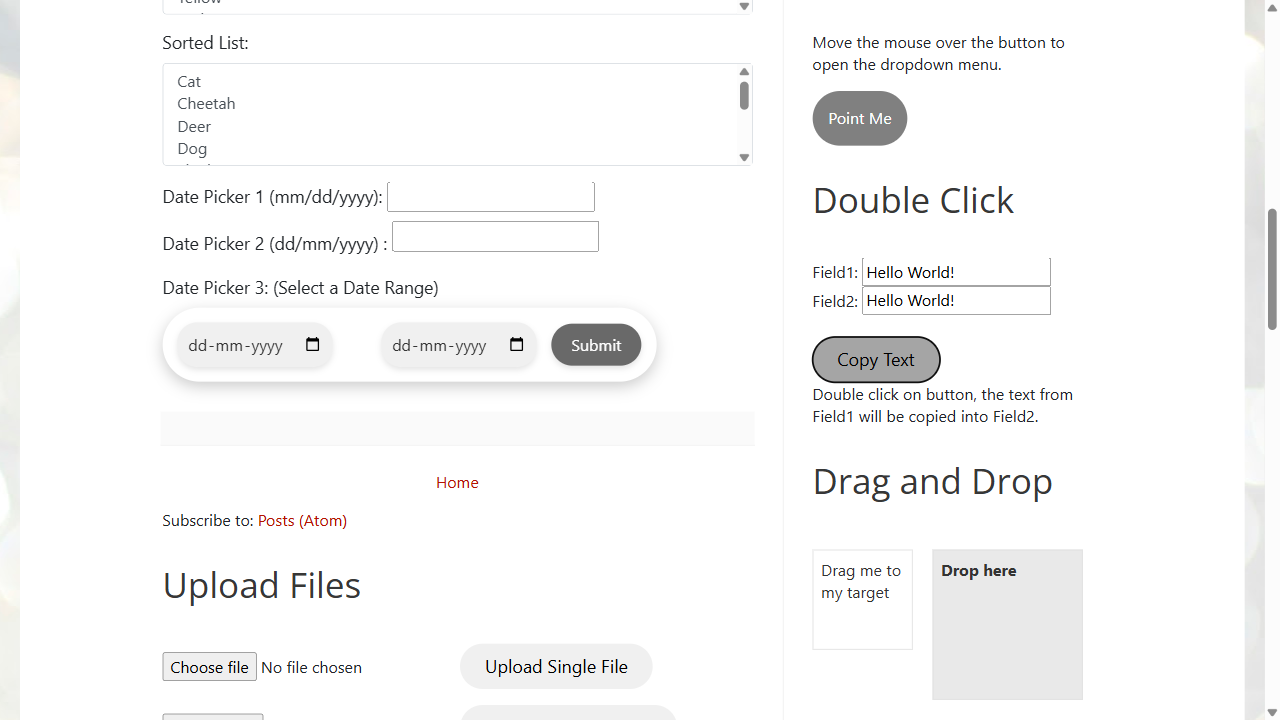 Yellow
Sorted List:
Cat
Cheetah
Deer
Dog
Date Picker 1 (mm/dd/yyyy):
Date Picker 2 (dd/mm/yyyy) :
Date Picker 3: (Select a Date Range)
dd-mm-yyyy dd-mm-yyyy Submit
Home
Subscribe to: Posts (Atom)
Upload Files
Choose file No file chosen Upload Single File
Move the mouse over the button to
open the dropdown menu.
Point Me
Double Click
Field1: Hello World!
Field2: Hello World!
Copy Text
Double click on button, the text from
Field1 will be copied into Field2.
Drag and Drop
Drag me to
my target
Drop here